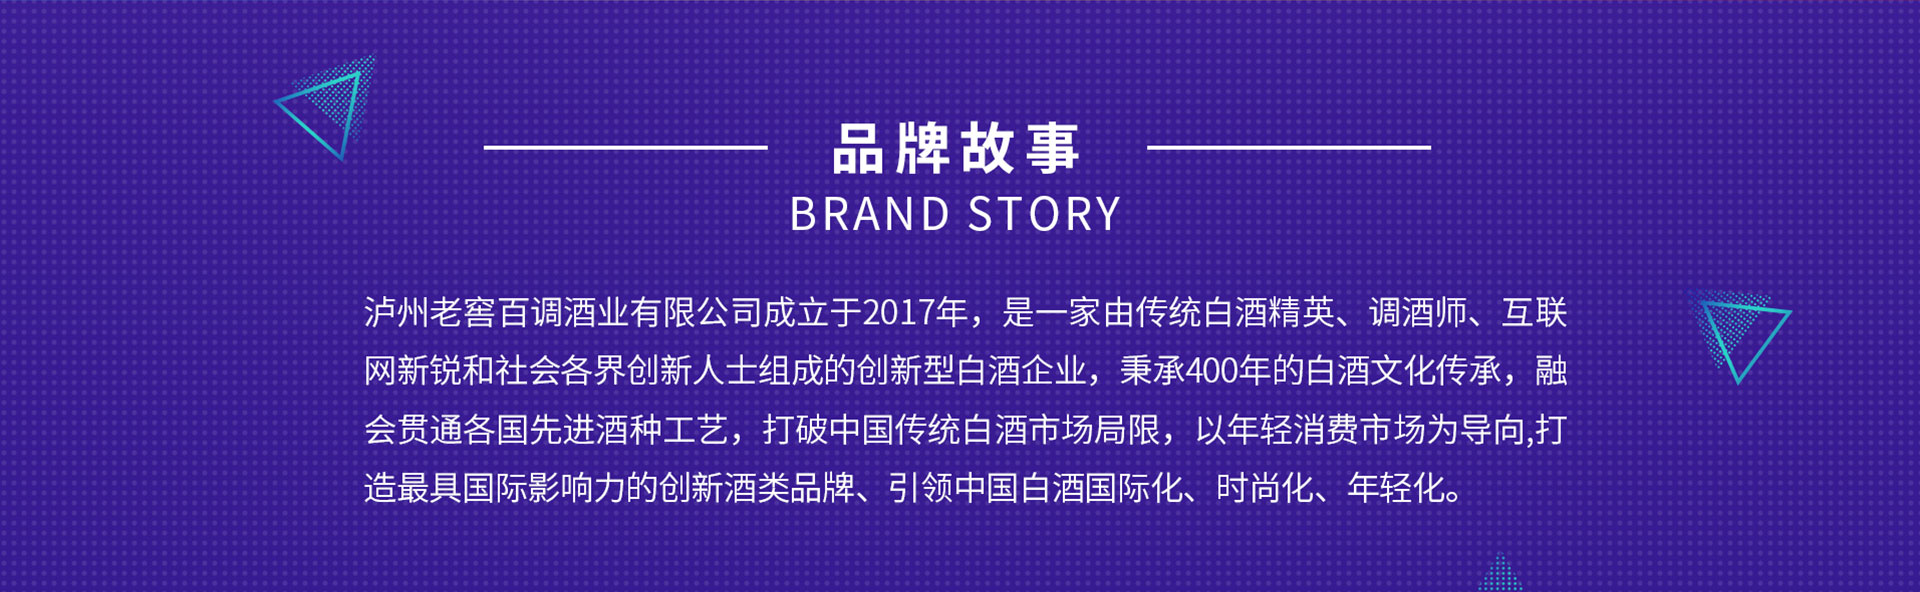 品牌故事
BRAND STORY
泸州老窖百调酒业有限公司成立于2017年，是一家由传统白酒精英、调酒师、互联
网新锐和社会各界创新人士组成的创新型白酒企业，秉承400年的白酒文化传承，融
会贯通各国先进酒种工艺，打破中国传统白酒市场局限，以年轻消费市场为导向,打
造最具国际影响力的创新酒类品牌、引领中国白酒国际化、时尚化、年轻化。